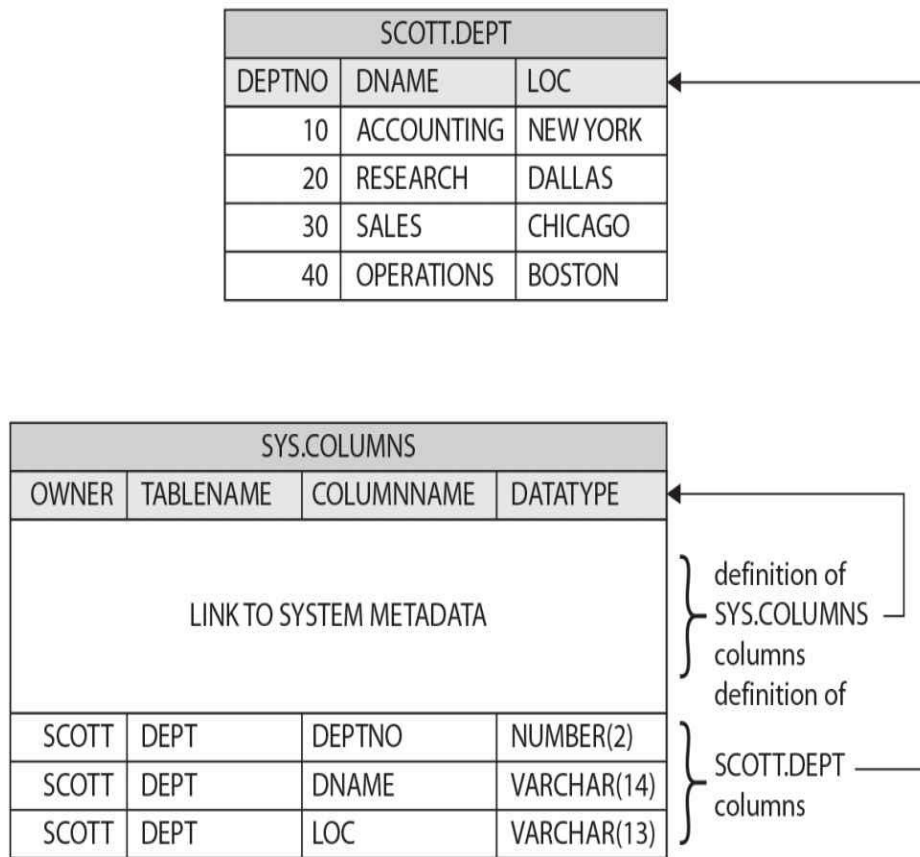 SCOTT.DEPT
DEPTNO DNAME LOC
10 ACCOUNTING NEW YORK
20 RESEARCH DALLAS
30 SALES CHICAGO
40 OPERATIONS BOSTON
SYS.COLUMNS
OWNER TABLENAME COLUMNNAME DATATYPE
LINK TO SYSTEM METADATA
definition of
SYS.COLUMNS
columns
definition of
SCOTT DEPT DEPTNO NUMBER(2)
SCOTT DEPT DNAME VARCHAR(14)
SCOTT DEPT LOC VARCHAR(13)
SCOTT.DEPT
columns